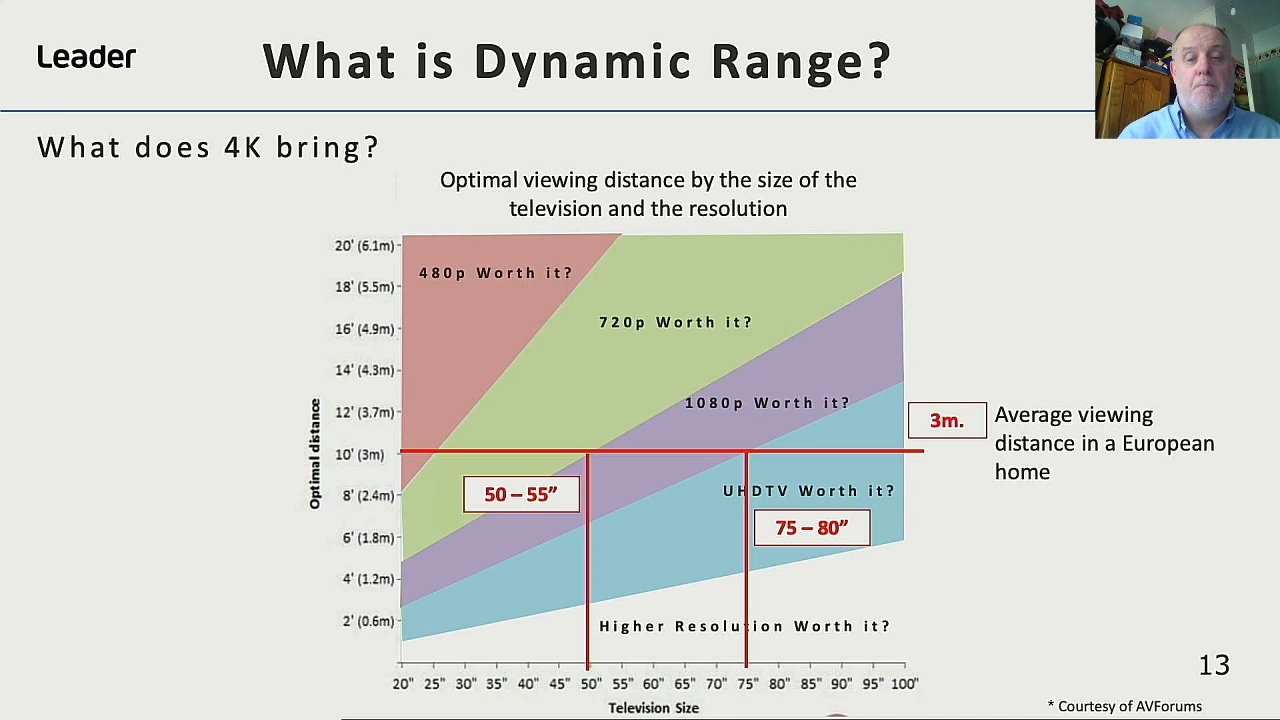 Leader
What is Dynamic Range?
What does 4K bring?
Optimal viewing distance by the size of the
television and the resolution
20' (6.1m)
18' (5.5m)
16' (4.9m)
14' (4.3m)
12' (3.7m)
10' (3m)
8' (2.4m)
6' (1.8m)
4' (1.2m)
2' (0.6m)
Optimal distance
480p Worth it?
720p Worth it?
1080p Worth it?
UHDTV Worth it?
Higher Resolution Worth it?
50 – 55”
75 – 80”
3m.
Average viewing
distance in a European
home
20" 25" 30" 35" 40" 45" 50" 55" 60" 65" 70" 75" 80" 85" 90" 95" 100"
Television Size
13
* Courtesy of AVForums